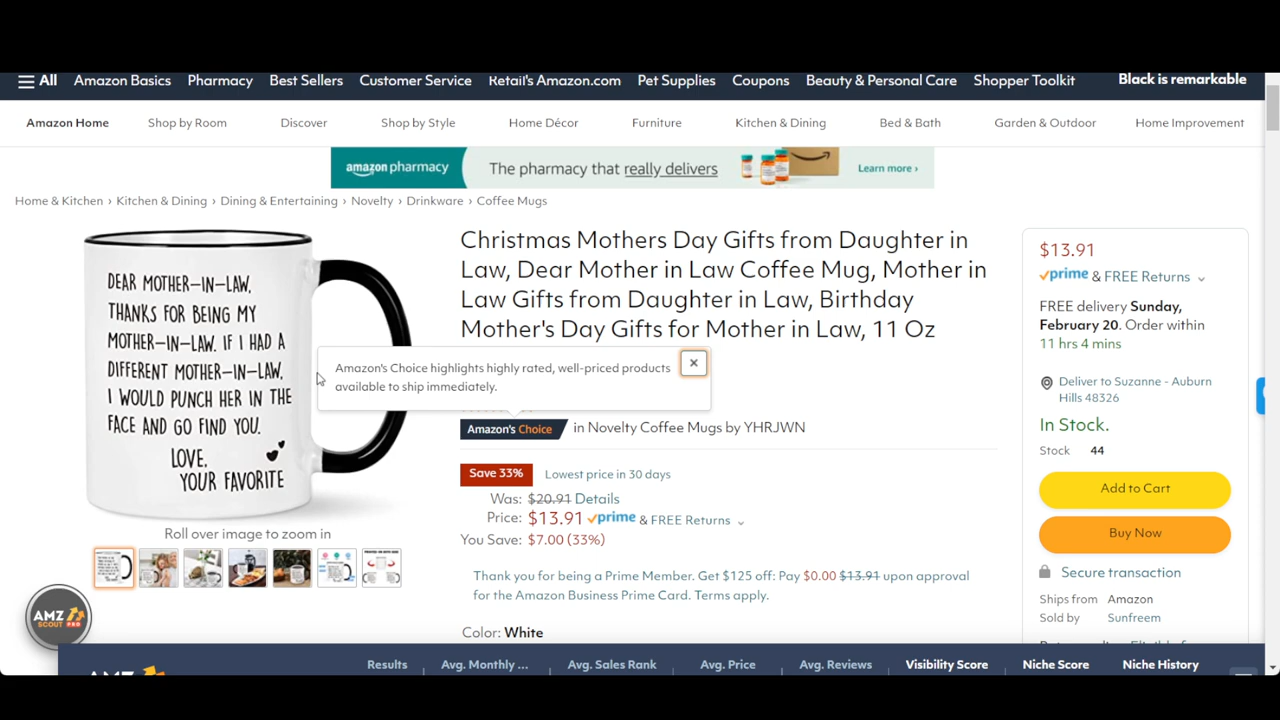 All Amazon Basics Pharmacy Best Sellers Customer Service Retail's Amazon.com Pet Supplies Coupons Beauty & Personal Care Shopper Toolkit Black is remarkable
Amazon Home Shop by Room Discover Shop by Style Home Décor Furniture Kitchen & Dining Bed & Bath Garden & Outdoor Home Improvement
amazon pharmacy The pharmacy that really delivers Learn more ›
Home & Kitchen › Kitchen & Dining › Dining & Entertaining › Novelty › Drinkware › Coffee Mugs
DEAR MOTHER-IN-LAW,
THANKS FOR BEING MY
MOTHER-IN-LAW. IF I HAD A
DIFFERENT MOTHER-IN-LAW,
I WOULD PUNCH HER IN THE
FACE AND GO FIND YOU.
LOVE,
YOUR FAVORITE
Roll over image to zoom in
AMZ
SCOUT PRO
Christmas Mothers Day Gifts from Daughter in
Law, Dear Mother in Law Coffee Mug, Mother in
Law Gifts from Daughter in Law, Birthday
Mother's Day Gifts for Mother in Law, 11 Oz
Amazon's Choice highlights highly rated, well-priced products
available to ship immediately.
×
Amazon's Choice in Novelty Coffee Mugs by YHRJWN
Save 33% Lowest price in 30 days
Was: $20.91 Details
Price: $13.91 prime & FREE Returns
You Save: $7.00 (33%)
Thank you for being a Prime Member. Get $125 off: Pay $0.00 $13.91 upon approval
for the Amazon Business Prime Card. Terms apply.
Color: White
$13.91
prime & FREE Returns
FREE delivery Sunday,
February 20. Order within
11 hrs 4 mins
Deliver to Suzanne - Auburn
Hills 48326
In Stock.
Stock 44
Add to Cart
Buy Now
Secure transaction
Ships from Amazon
Sold by Sunfreem
Results Avg. Monthly ... Avg. Sales Rank Avg. Price Avg. Reviews Visibility Score Niche Score Niche History